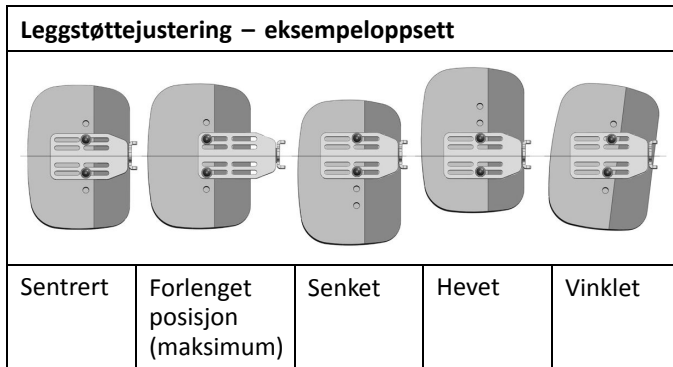 Leggstøttejustering – eksempeloppsett
Sentrert
Forlenget
posisjon
(maksimum)
Senket
Hevet
Vinklet